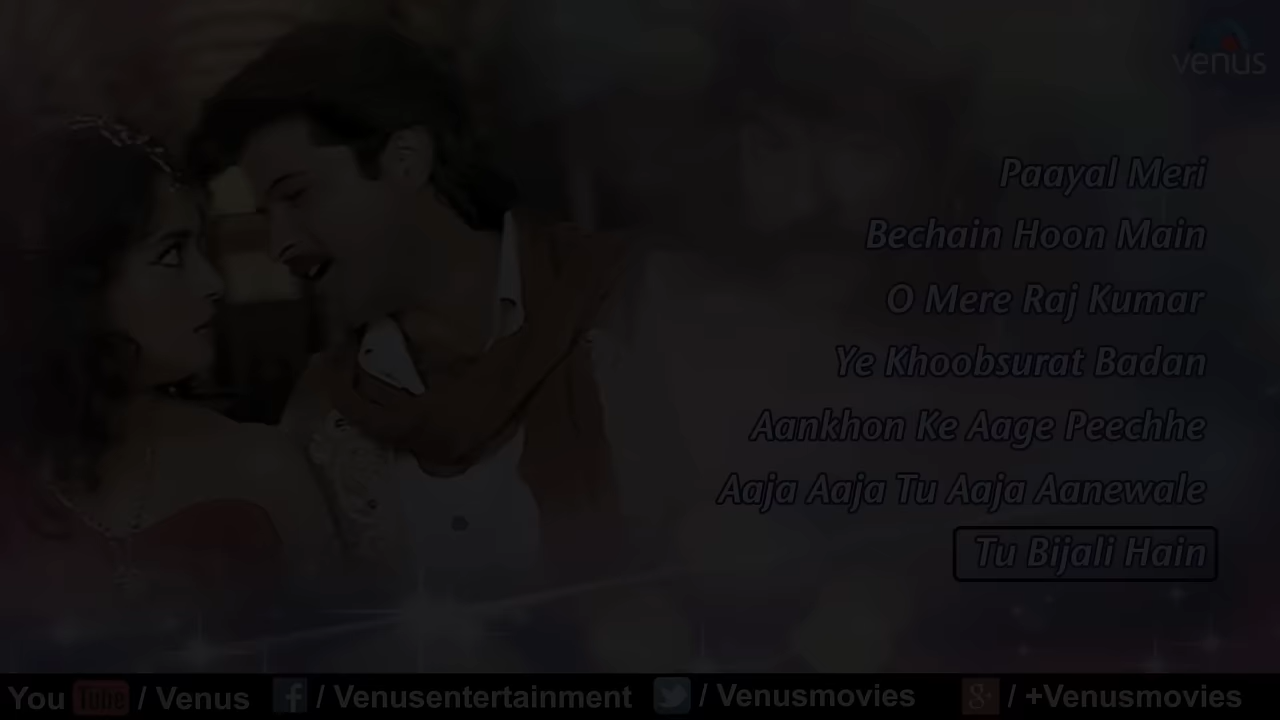 venus
Paayal Meri
Bechain Hoon Main
O Mere Raj Kumar
Ye Khoobsurat Badan
Aankhon Ke Aage Peechhe
Aaja Aaja Tu Aaja Aanewale
Tu Bijali Hain
You Tube / Venus f / Venusentertainment / Venusmovies g+ / +Venusmovies